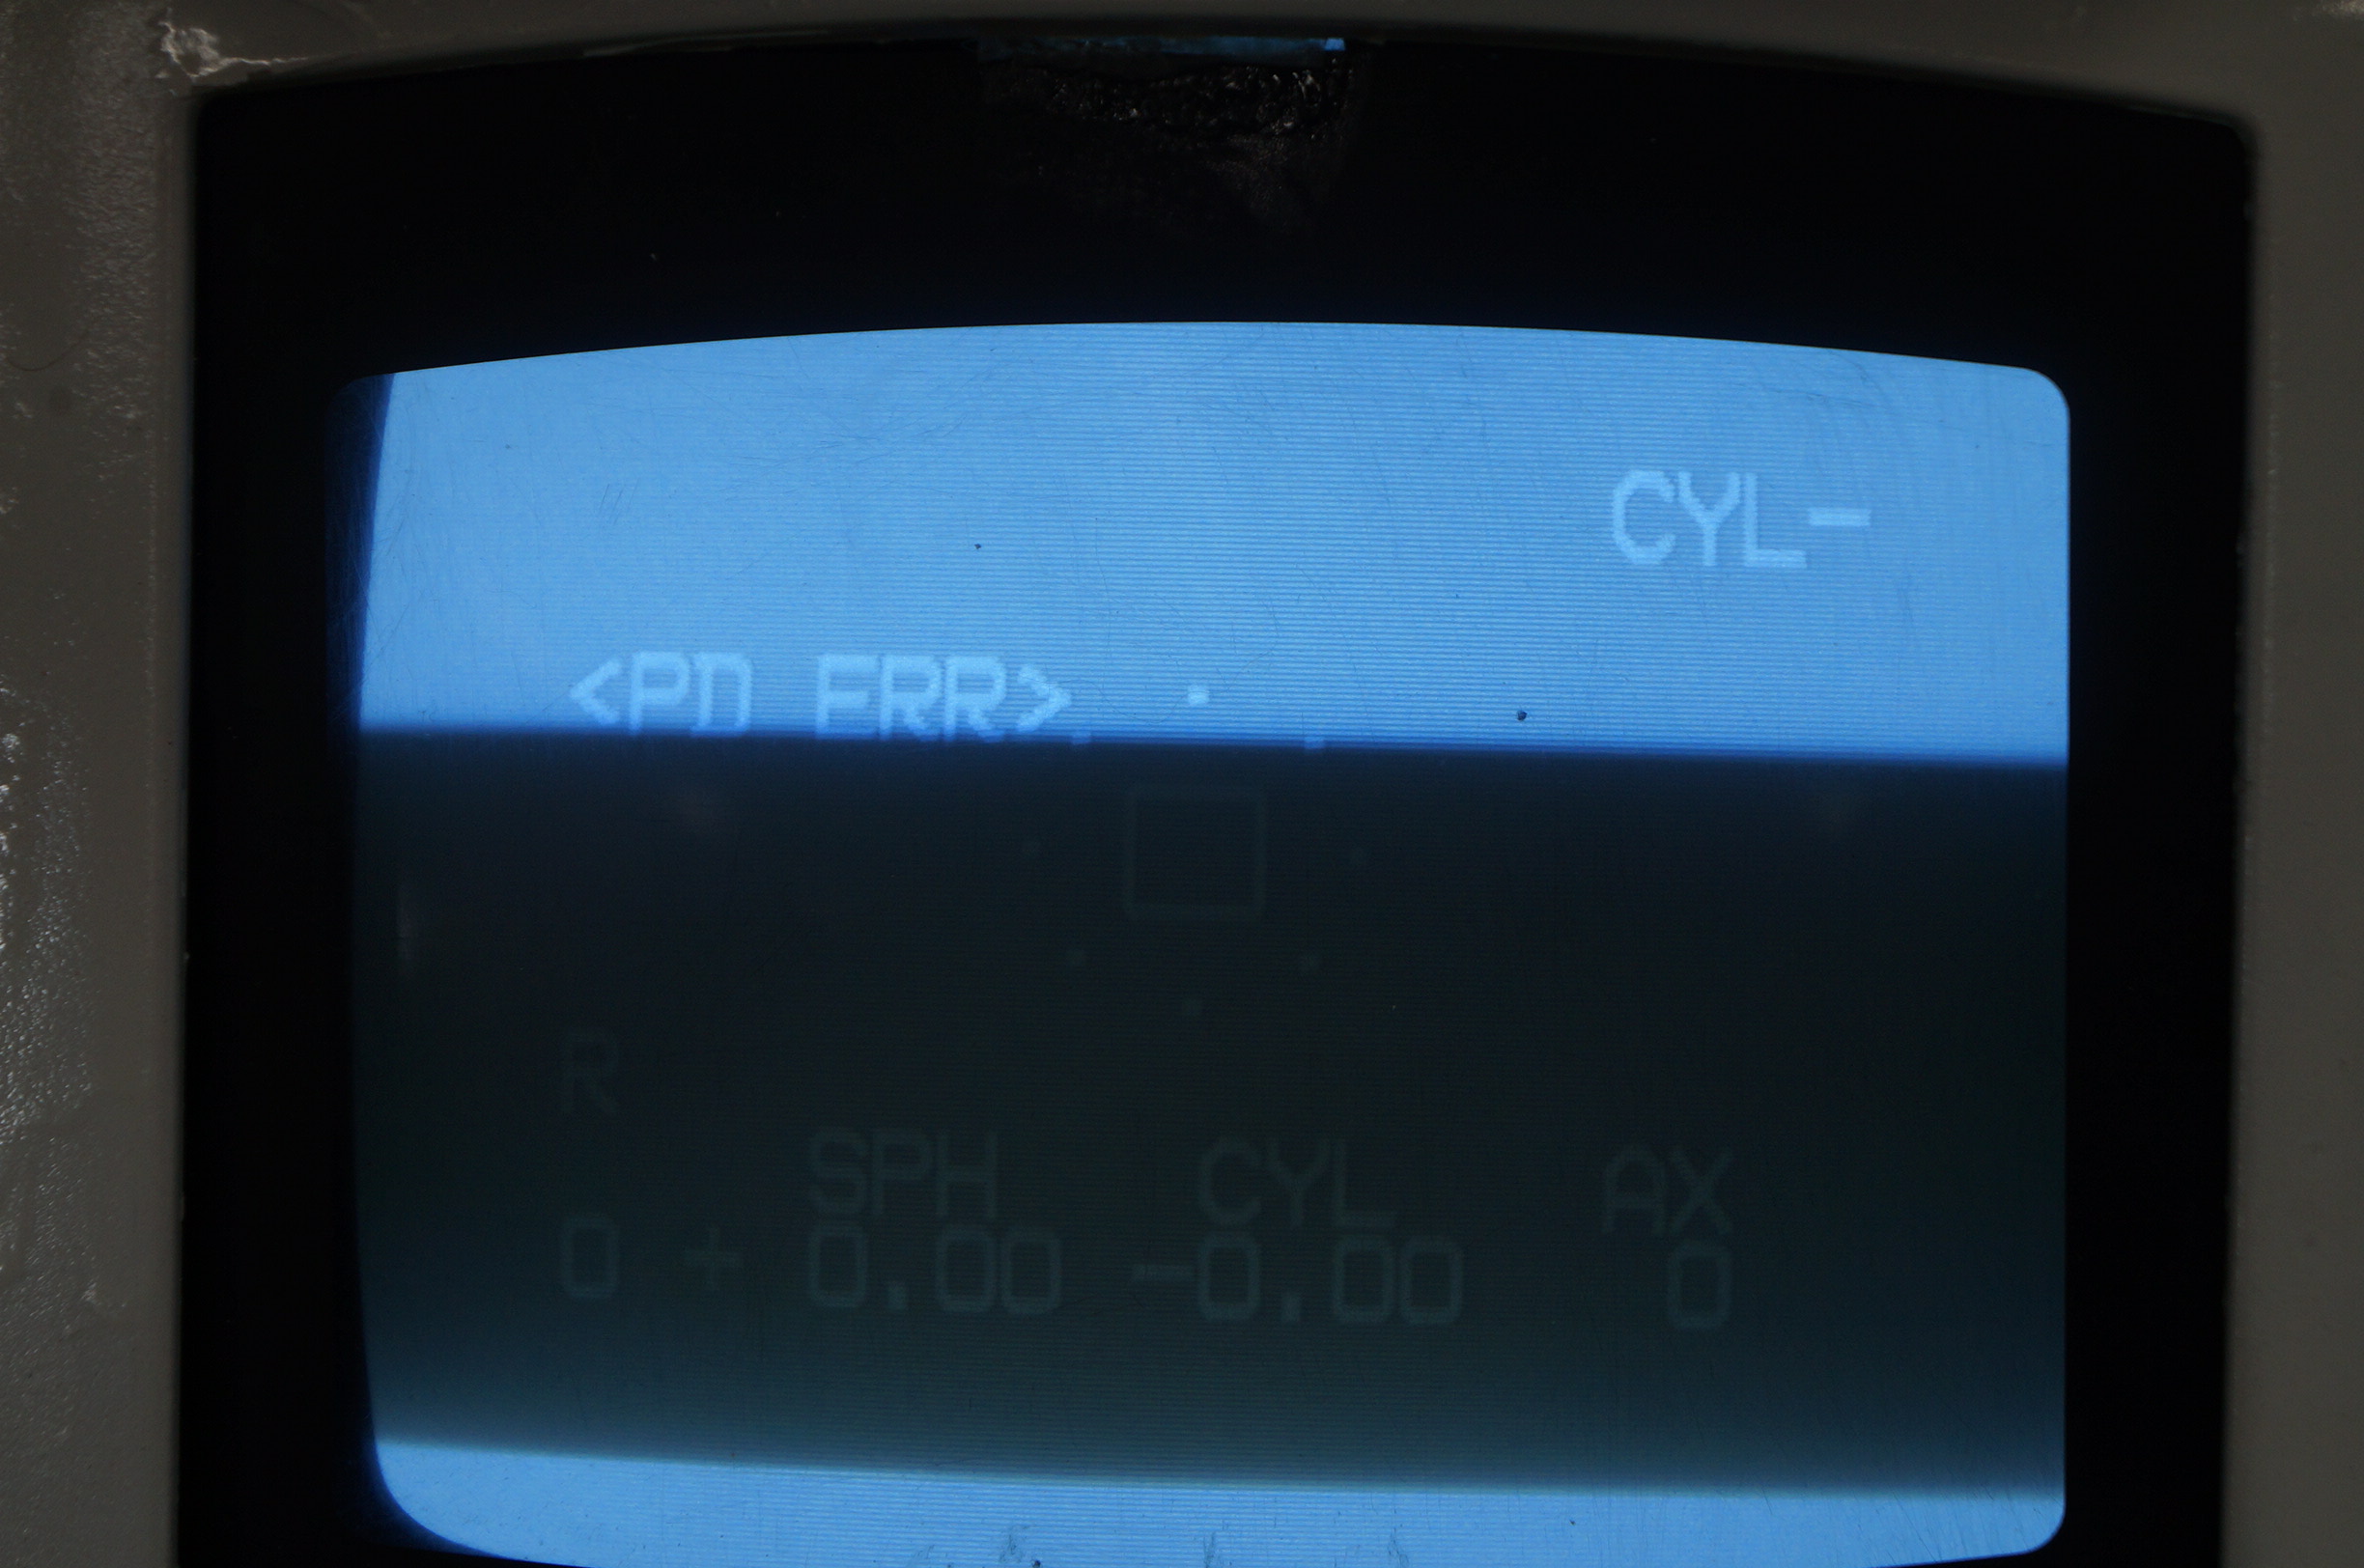 CYL-
<PD ERR>
R
SPH CYL AX
0 + 0.00 -0.00 0